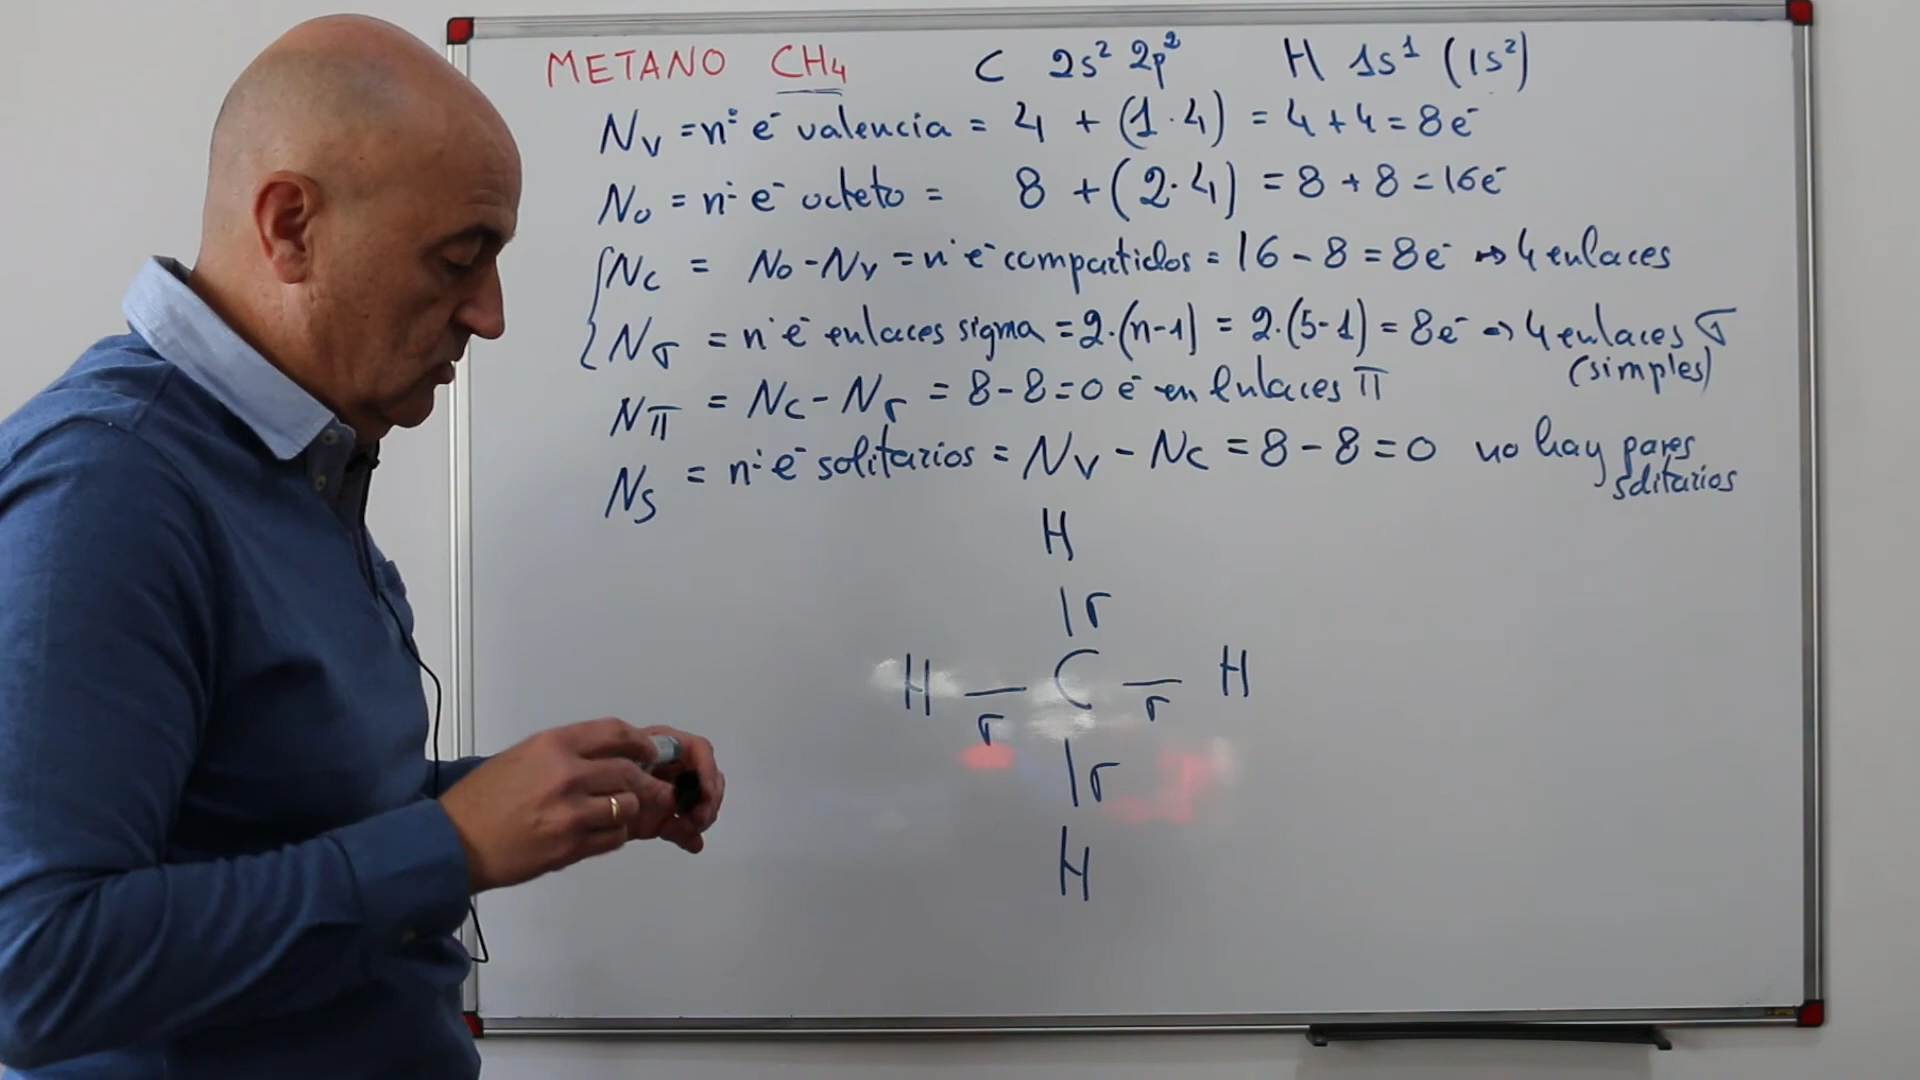 METANO CH₄ C 2s² 2p² H 1s¹ (1s²)
Nv = nº e⁻ valencia = 4 + (1·4) = 4 + 4 = 8e⁻
No = nº e⁻ octeto = 8 + (2·4) = 8 + 8 = 16e⁻
Nc = No - Nv = nº e⁻ compartidos = 16 - 8 = 8e⁻ → 4 enlaces
Nσ = nº e⁻ enlaces sigma = 2·(n-1) = 2·(5-1) = 8e⁻ → 4 enlaces σ
(simples)
Nπ = Nc - Nσ = 8 - 8 = 0 e⁻ en enlaces π
Ns = nº e⁻ solitarios = Nv - Nc = 8 - 8 = 0 no hay pares
solitarios
H
| σ
H — C — H
σ σ
| σ
H